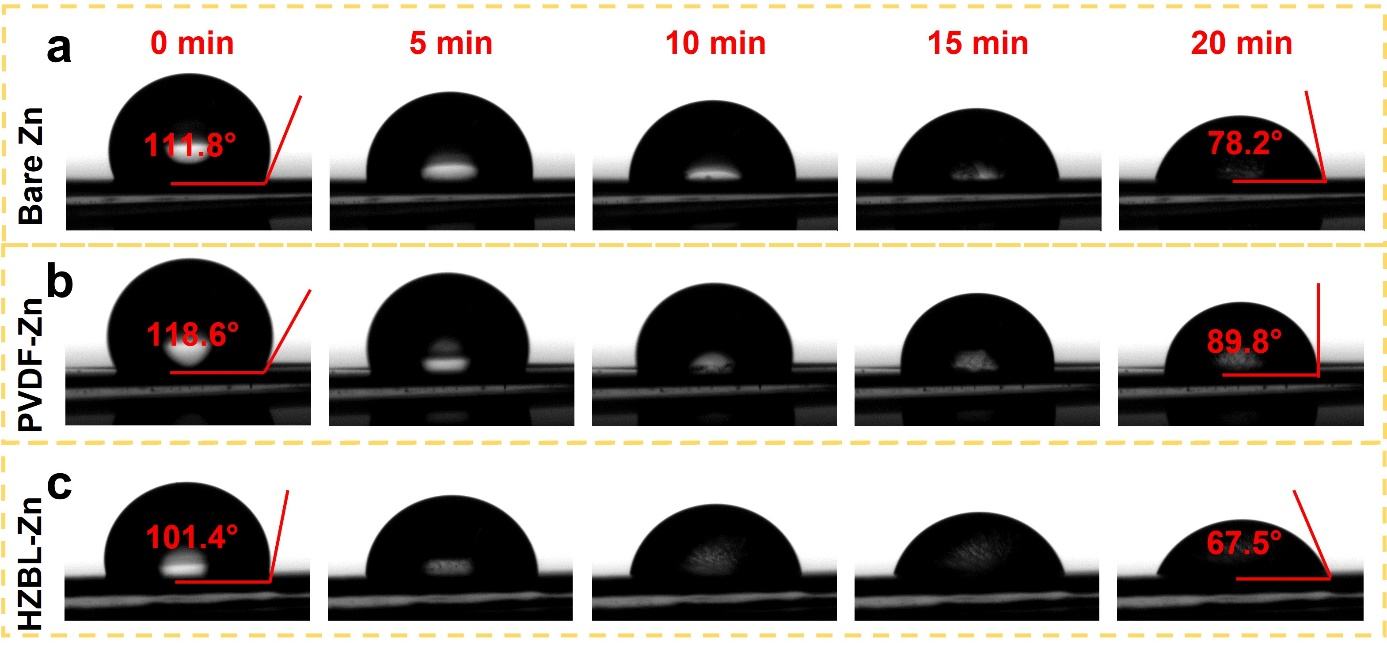 a
0 min
5 min
10 min
15 min
20 min
Bare Zn
111.8°
78.2°
b
PVDF-Zn
118.6°
89.8°
c
HZBL-Zn
101.4°
67.5°